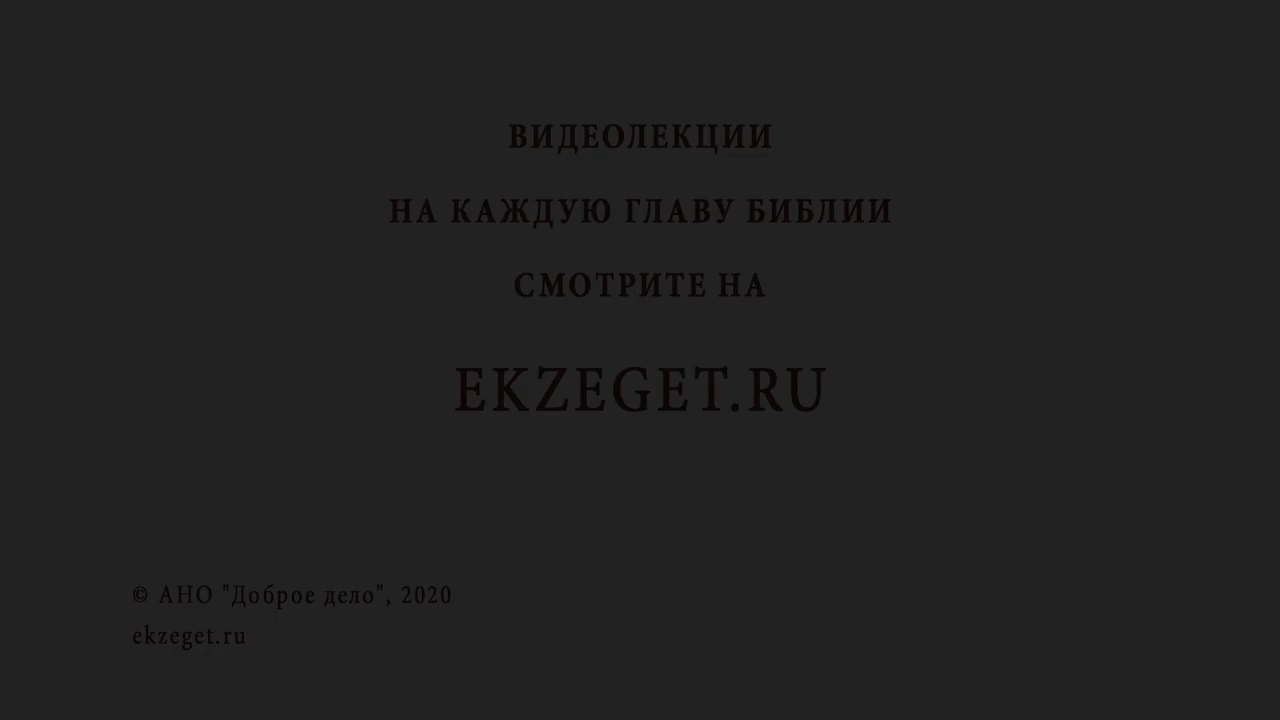 ВИДЕОЛЕКЦИИ
НА КАЖДУЮ ГЛАВУ БИБЛИИ
СМОТРИТЕ НА
EKZEGET.RU
© АНО "Доброе дело", 2020
ekzeget.ru